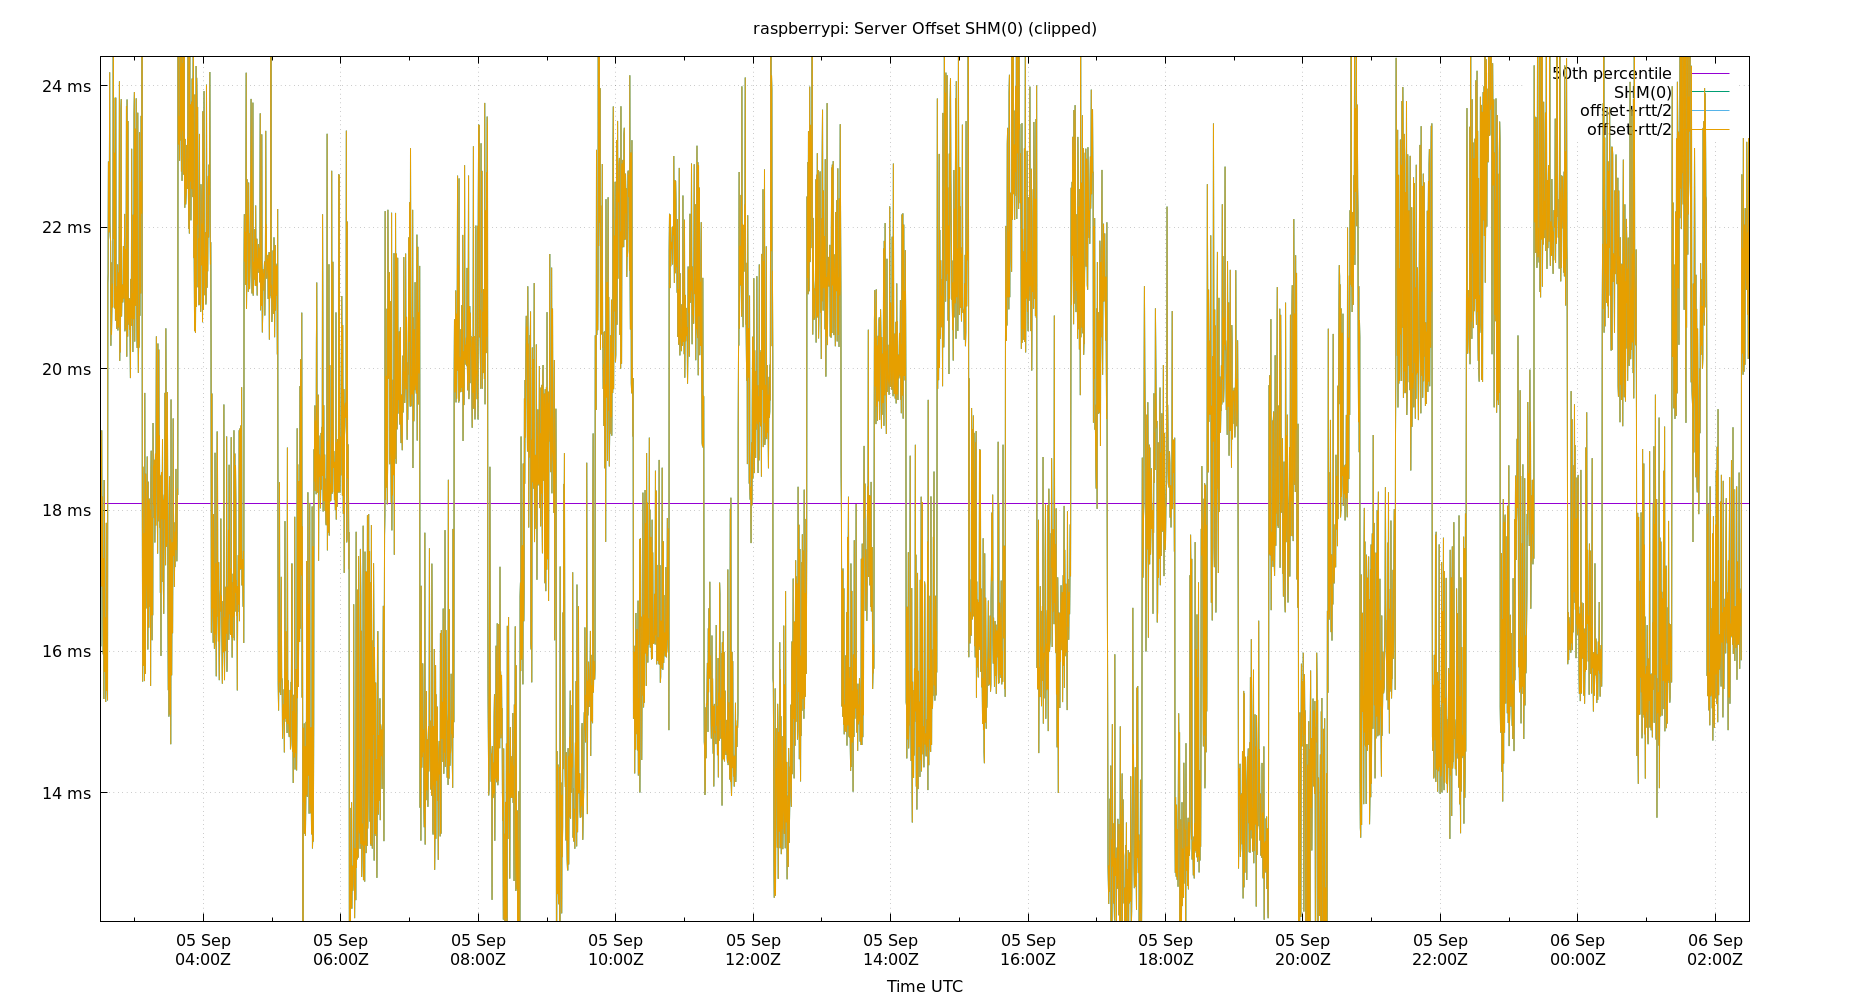 raspberrypi: Server Offset SHM(0) (clipped)
50th percentile
SHM(0)
offset+rtt/2
offset-rtt/2
24 ms
22 ms
20 ms
18 ms
16 ms
14 ms
05 Sep 05 Sep 05 Sep 05 Sep 05 Sep 05 Sep 05 Sep 05 Sep 05 Sep 05 Sep 06 Sep 06 Sep
04:00Z 06:00Z 08:00Z 10:00Z 12:00Z 14:00Z 16:00Z 18:00Z 20:00Z 22:00Z 00:00Z 02:00Z
Time UTC